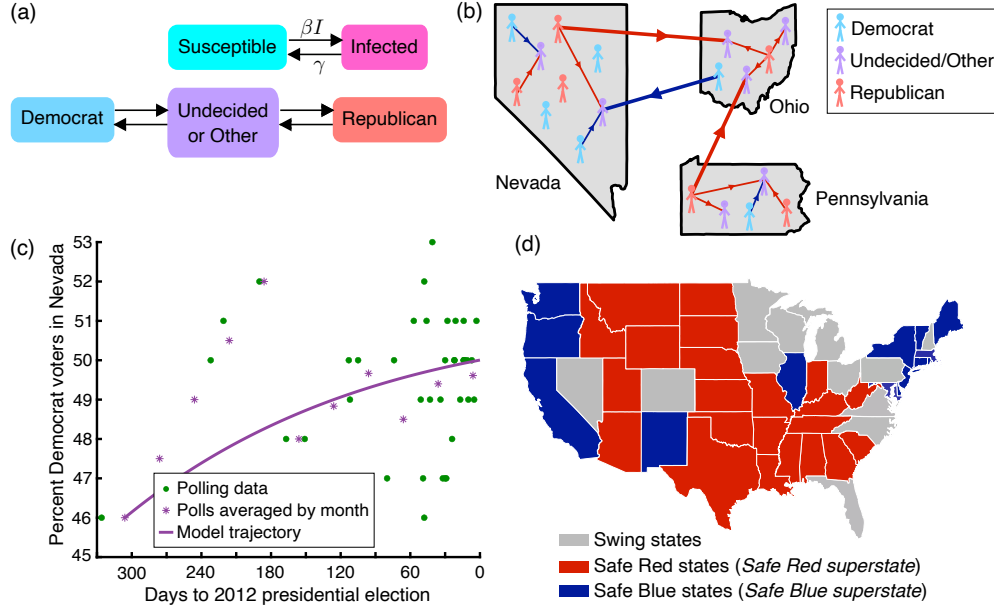 (a)
Susceptible
βI
γ
Infected
Democrat
Undecided
or Other
Republican
(b)
Nevada
Ohio
Pennsylvania
Democrat
Undecided/Other
Republican
(c)
Percent Democrat voters in Nevada
53
52
51
50
49
48
47
46
45
Polling data
Polls averaged by month
Model trajectory
300 240 180 120 60 0
Days to 2012 presidential election
(d)
Swing states
Safe Red states (Safe Red superstate)
Safe Blue states (Safe Blue superstate)